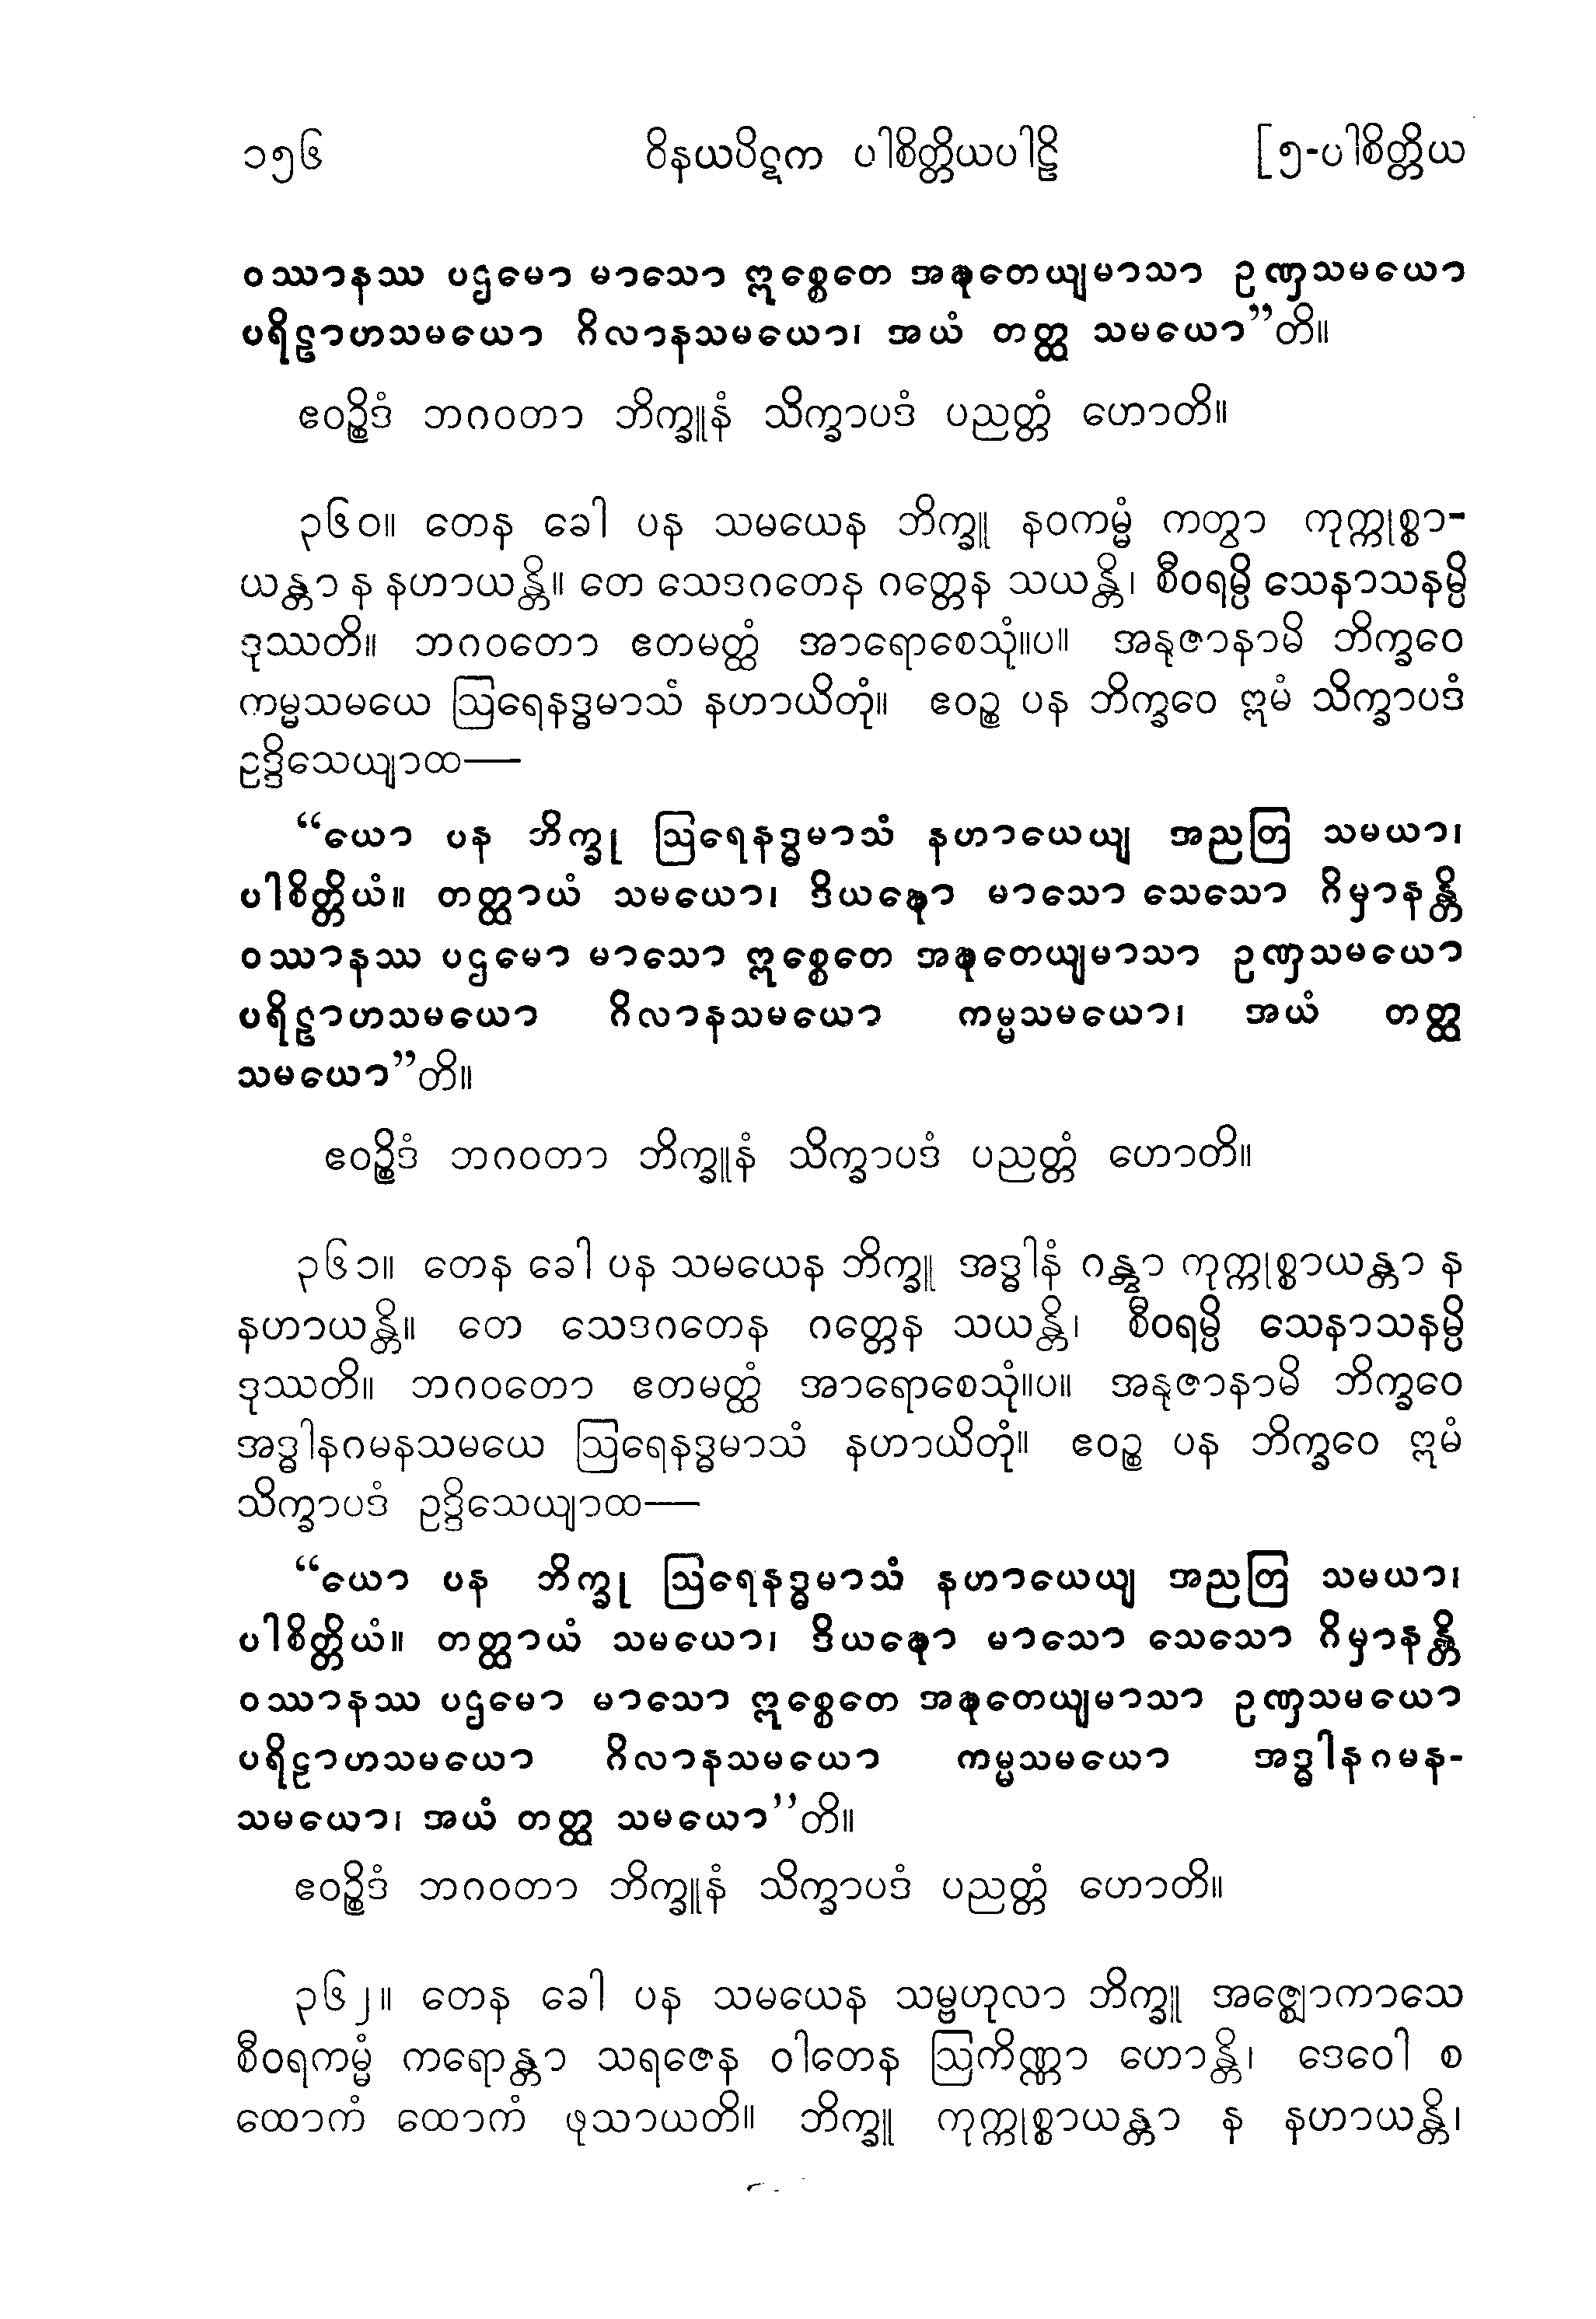 ၁၅၆ ဝိနယပိဋက ပါစိတ္တိယပါဠိ [၅-ပါစိတ္တိယ
ဝဿာနဿ ပဌမော မာသော ဣစ္စေတေ အဍ္ဎတေယျမာသာ ဥဏှသမယော
ပရိဠာဟသမယော ဂိလာနသမယော၊ အယံ တတ္ထ သမယော”တိ။
ဧဝဉ္စိဒံ ဘဂဝတာ ဘိက္ခူနံ သိက္ခာပဒံ ပညတ္တံ ဟောတိ။
၃၆၀။ တေန ခေါ ပန သမယေန ဘိက္ခူ နဝကမ္မံ ကတွာ ကုက္ကုစ္စာ-
ယန္တာ န နဟာယန္တိ။ တေ သေဒဂတေန ဂတ္တေန သယန္တိ၊ စီဝရမ္ပိ သေနာသနမ္ပိ
ဒုဿတိ။ ဘဂဝတော ဧတမတ္ထံ အာရောစေသုံ။ပ။ အနုဇာနာမိ ဘိက္ခဝေ
ကမ္မသမယေ ဩရေနဒ္ဓမာသံ နဟာယိတုံ။ ဧဝဉ္စ ပန ဘိက္ခဝေ ဣမံ သိက္ခာပဒံ
ဥဒ္ဒိသေယျာထ—
“ယော ပန ဘိက္ခု ဩရေနဒ္ဓမာသံ နဟာယေယျ အညတြ သမယာ၊
ပါစိတ္တိယံ။ တတ္ထာယံ သမယော၊ ဒိယဍ္ဎော မာသော သေသော ဂိမှာနန္တိ
ဝဿာနဿ ပဌမော မာသော ဣစ္စေတေ အဍ္ဎတေယျမာသာ ဥဏှသမယော
ပရိဠာဟသမယော ဂိလာနသမယော ကမ္မသမယော၊ အယံ တတ္ထ
သမယော”တိ။
ဧဝဉ္စိဒံ ဘဂဝတာ ဘိက္ခူနံ သိက္ခာပဒံ ပညတ္တံ ဟောတိ။
၃၆၁။ တေန ခေါ ပန သမယေန ဘိက္ခူ အဒ္ဓါနံ ဂန္တွာ ကုက္ကုစ္စာယန္တာ န
နဟာယန္တိ။ တေ သေဒဂတေန ဂတ္တေန သယန္တိ၊ စီဝရမ္ပိ သေနာသနမ္ပိ
ဒုဿတိ။ ဘဂဝတော ဧတမတ္ထံ အာရောစေသုံ။ပ။ အနုဇာနာမိ ဘိက္ခဝေ
အဒ္ဓါနဂမနသမယေ ဩရေနဒ္ဓမာသံ နဟာယိတုံ။ ဧဝဉ္စ ပန ဘိက္ခဝေ ဣမံ
သိက္ခာပဒံ ဥဒ္ဒိသေယျာထ—
“ယော ပန ဘိက္ခု ဩရေနဒ္ဓမာသံ နဟာယေယျ အညတြ သမယာ၊
ပါစိတ္တိယံ။ တတ္ထာယံ သမယော၊ ဒိယဍ္ဎော မာသော သေသော ဂိမှာနန္တိ
ဝဿာနဿ ပဌမော မာသော ဣစ္စေတေ အဍ္ဎတေယျမာသာ ဥဏှသမယော
ပရိဠာဟသမယော ဂိလာနသမယော ကမ္မသမယော အဒ္ဓါနဂမန-
သမယော၊ အယံ တတ္ထ သမယော”တိ။
ဧဝဉ္စိဒံ ဘဂဝတာ ဘိက္ခူနံ သိက္ခာပဒံ ပညတ္တံ ဟောတိ။
၃၆၂။ တေန ခေါ ပန သမယေန သမ္ဗဟုလာ ဘိက္ခူ အဇ္ဈောကာသေ
စီဝရကမ္မံ ကရောန္တာ သရဇေန ဝါတေန ဩကိဏ္ဏာ ဟောန္တိ၊ ဒေဝေါ စ
ထောကံ ထောကံ ဖုသာယတိ။ ဘိက္ခူ ကုက္ကုစ္စာယန္တာ န နဟာယန္တိ၊